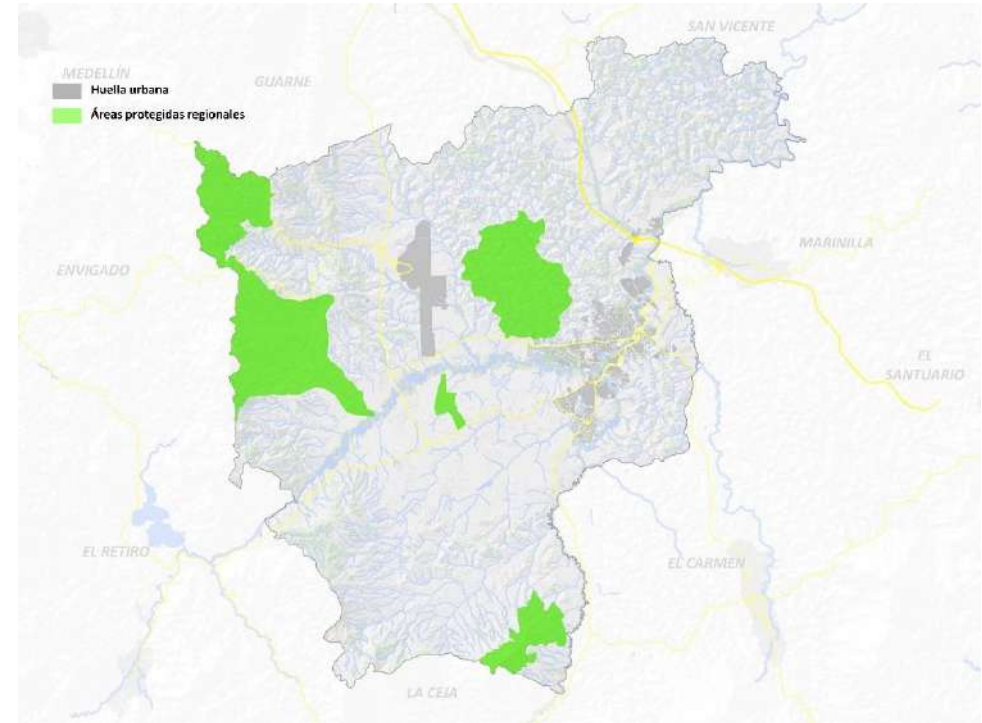 SAN VICENTE
MEDELLÍN
GUARNE
Huella urbana
Áreas protegidas regionales
MARINILLA
ENVIGADO
EL
SANTUARIO
EL RETIRO
EL CARMEN
LA CEJA